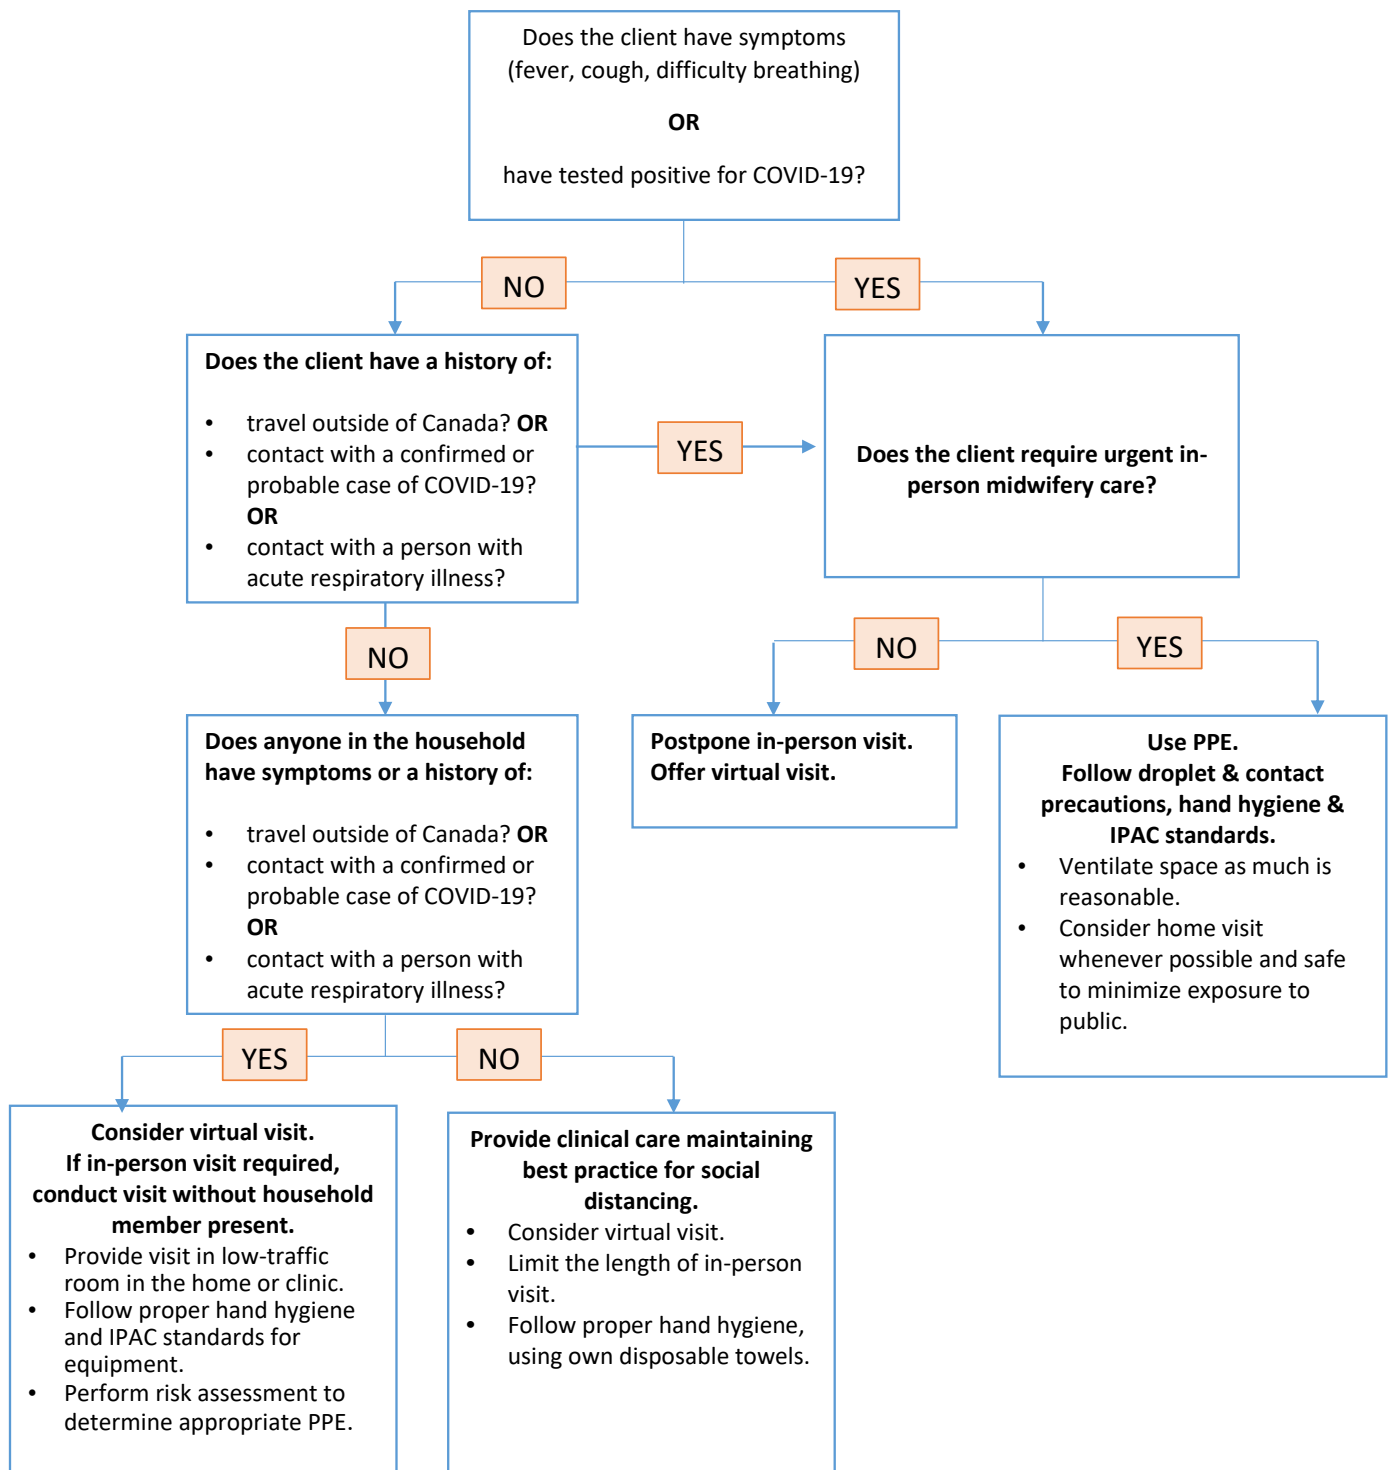 Does the client have symptoms
(fever, cough, difficulty breathing)
OR
have tested positive for COVID-19?
NO
YES
Does the client have a history of:
• travel outside of Canada? OR
• contact with a confirmed or
probable case of COVID-19?
OR
• contact with a person with
acute respiratory illness?
YES
Does the client require urgent in-
person midwifery care?
NO
NO
YES
Does anyone in the household
have symptoms or a history of:
• travel outside of Canada? OR
• contact with a confirmed or
probable case of COVID-19?
OR
• contact with a person with
acute respiratory illness?
Postpone in-person visit.
Offer virtual visit.
Use PPE.
Follow droplet & contact
precautions, hand hygiene &
IPAC standards.
• Ventilate space as much is
reasonable.
• Consider home visit
whenever possible and safe
to minimize exposure to
public.
YES
NO
Consider virtual visit.
If in-person visit required,
conduct visit without household
member present.
• Provide visit in low-traffic
room in the home or clinic.
• Follow proper hand hygiene
and IPAC standards for
equipment.
• Perform risk assessment to
determine appropriate PPE.
Provide clinical care maintaining
best practice for social
distancing.
• Consider virtual visit.
• Limit the length of in-person
visit.
• Follow proper hand hygiene,
using own disposable towels.